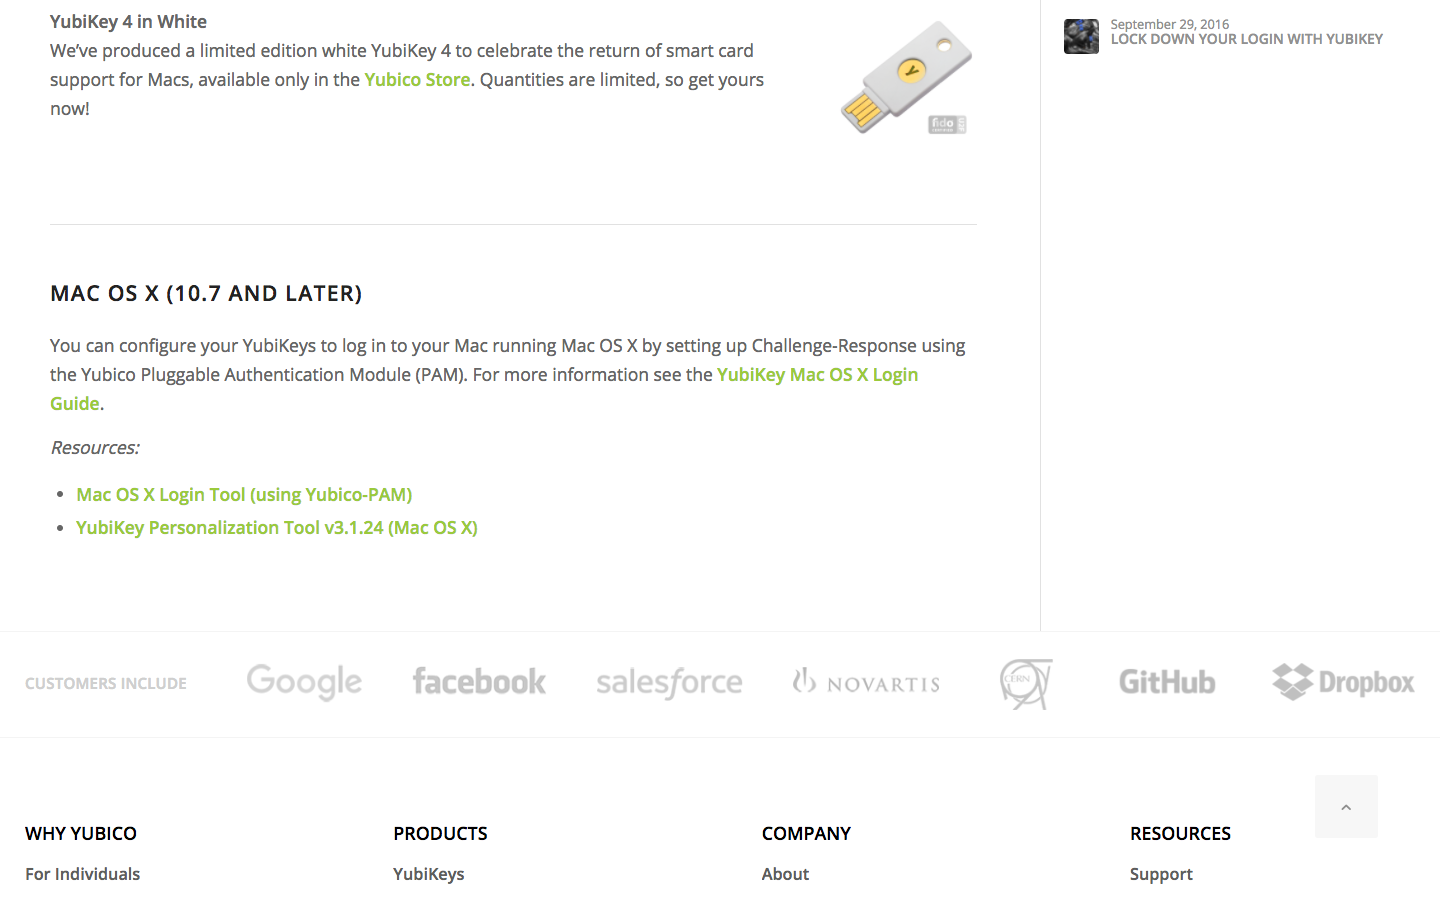 YubiKey 4 in White
We’ve produced a limited edition white YubiKey 4 to celebrate the return of smart card
support for Macs, available only in the Yubico Store. Quantities are limited, so get yours
now!
fido
September 29, 2016
LOCK DOWN YOUR LOGIN WITH YUBIKEY
MAC OS X (10.7 AND LATER)
You can configure your YubiKeys to log in to your Mac running Mac OS X by setting up Challenge-Response using
the Yubico Pluggable Authentication Module (PAM). For more information see the YubiKey Mac OS X Login
Guide.
Resources:
• Mac OS X Login Tool (using Yubico-PAM)
• YubiKey Personalization Tool v3.1.24 (Mac OS X)
CUSTOMERS INCLUDE
Google
facebook
salesforce
NOVARTIS
CERN
GitHub
Dropbox
WHY YUBICO
For Individuals
PRODUCTS
YubiKeys
COMPANY
About
RESOURCES
Support